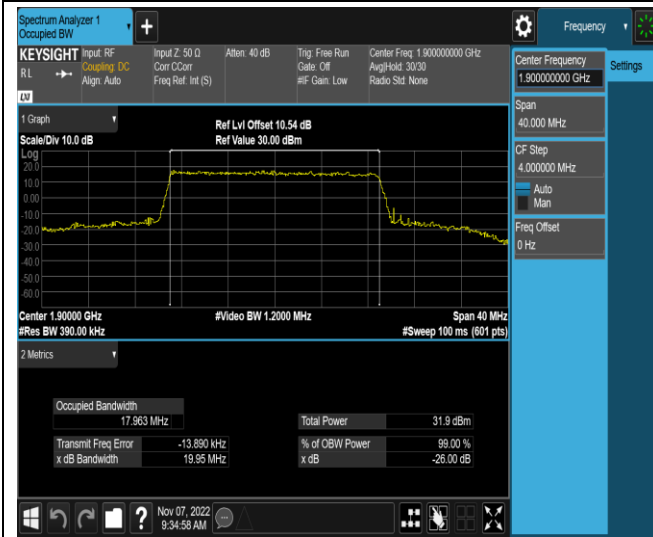 Spectrum Analyzer 1
Occupied BW
Frequency
KEYSIGHT
Input: RF
Coupling: DC
Align: Auto
Input Z: 50 Ω
Corr CCorr
Freq Ref: Int (S)
Atten: 40 dB
Trig: Free Run
Gate: Off
#IF Gain: Low
Center Freq: 1.900000000 GHz
Avg|Hold: 30/30
Radio Std: None
R L
LXI
1 Graph
Scale/Div 10.0 dB
Ref Lvl Offset 10.54 dB
Ref Value 30.00 dBm
Log
20.0
10.0
0.00
-10.0
-20.0
-30.0
-40.0
-50.0
-60.0
Center 1.90000 GHz
#Res BW 390.00 kHz
#Video BW 1.2000 MHz
Span 40 MHz
#Sweep 100 ms (601 pts)
2 Metrics
Occupied Bandwidth
17.963 MHz
Total Power 31.9 dBm
Transmit Freq Error -13.890 kHz
% of OBW Power 99.00 %
x dB Bandwidth 19.95 MHz
x dB -26.00 dB
Nov 07, 2022
9:34:58 AM
Center Frequency
1.900000000 GHz
Settings
Span
40.000 MHz
CF Step
4.000000 MHz
Auto
Man
Freq Offset
0 Hz